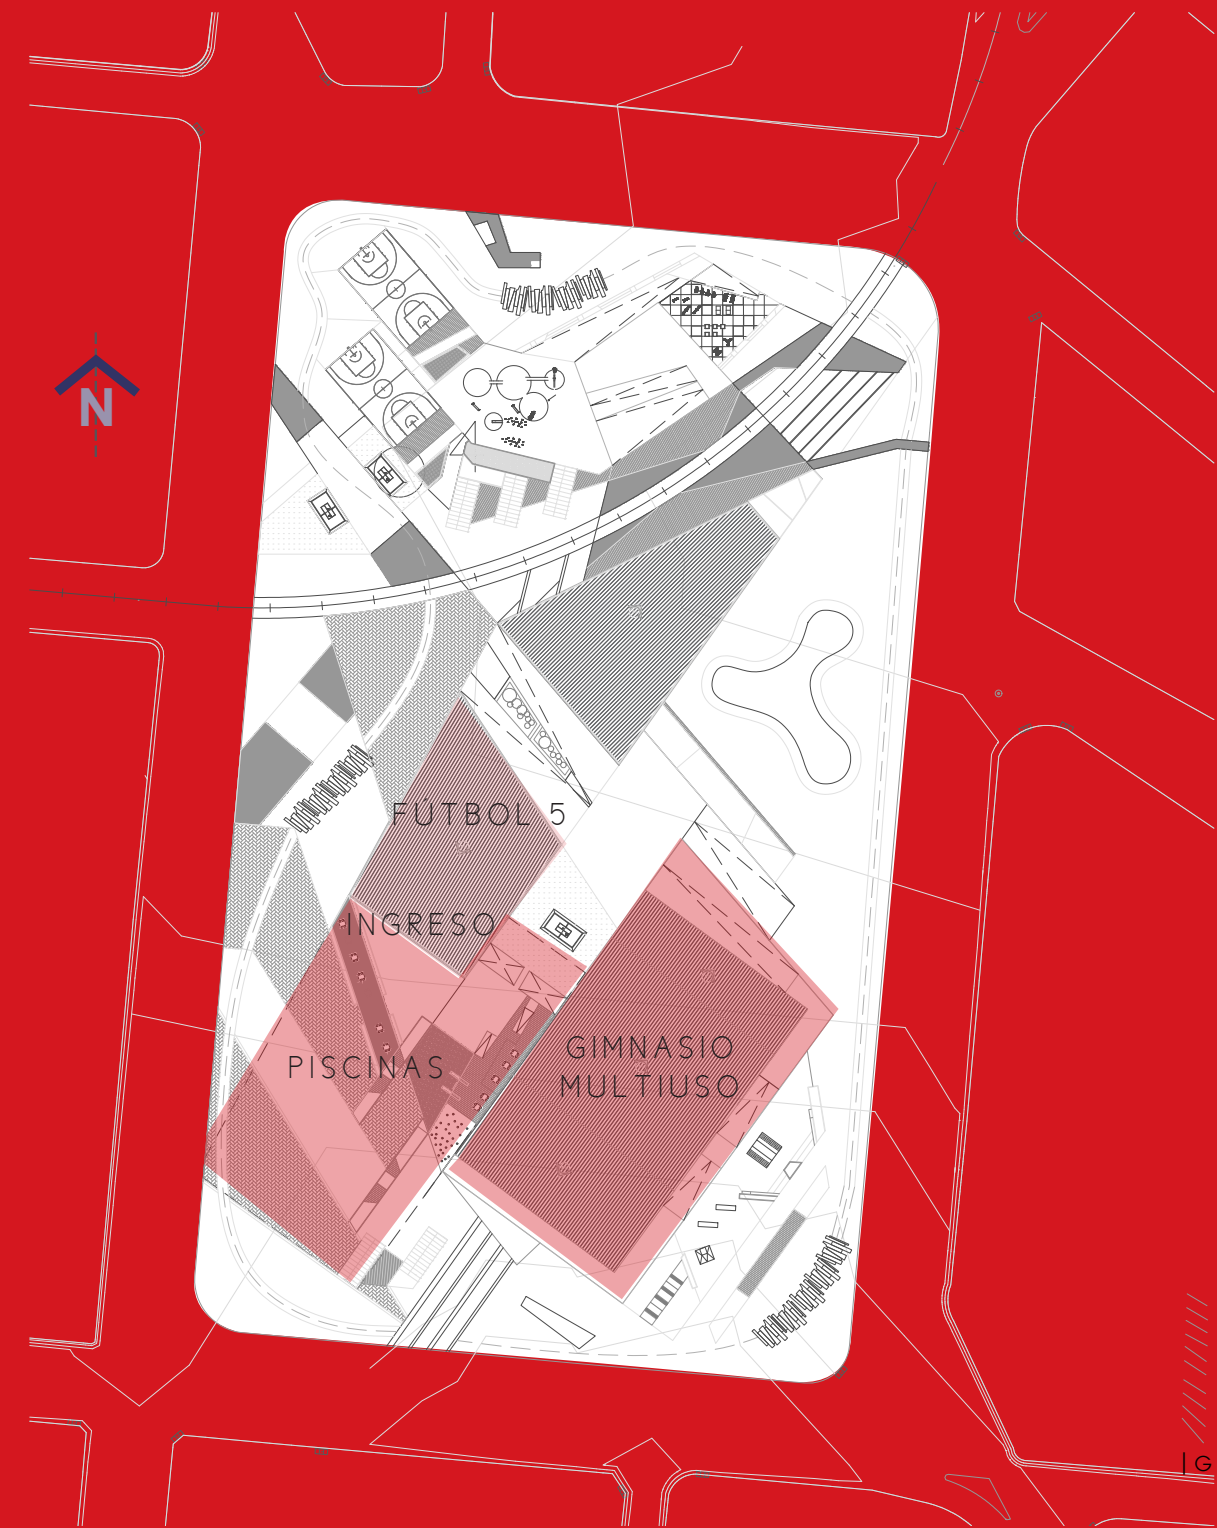 N
FÚTBOL 5
INGRESO
PISCINAS
GIMNASIO
MULTIUSO
| G